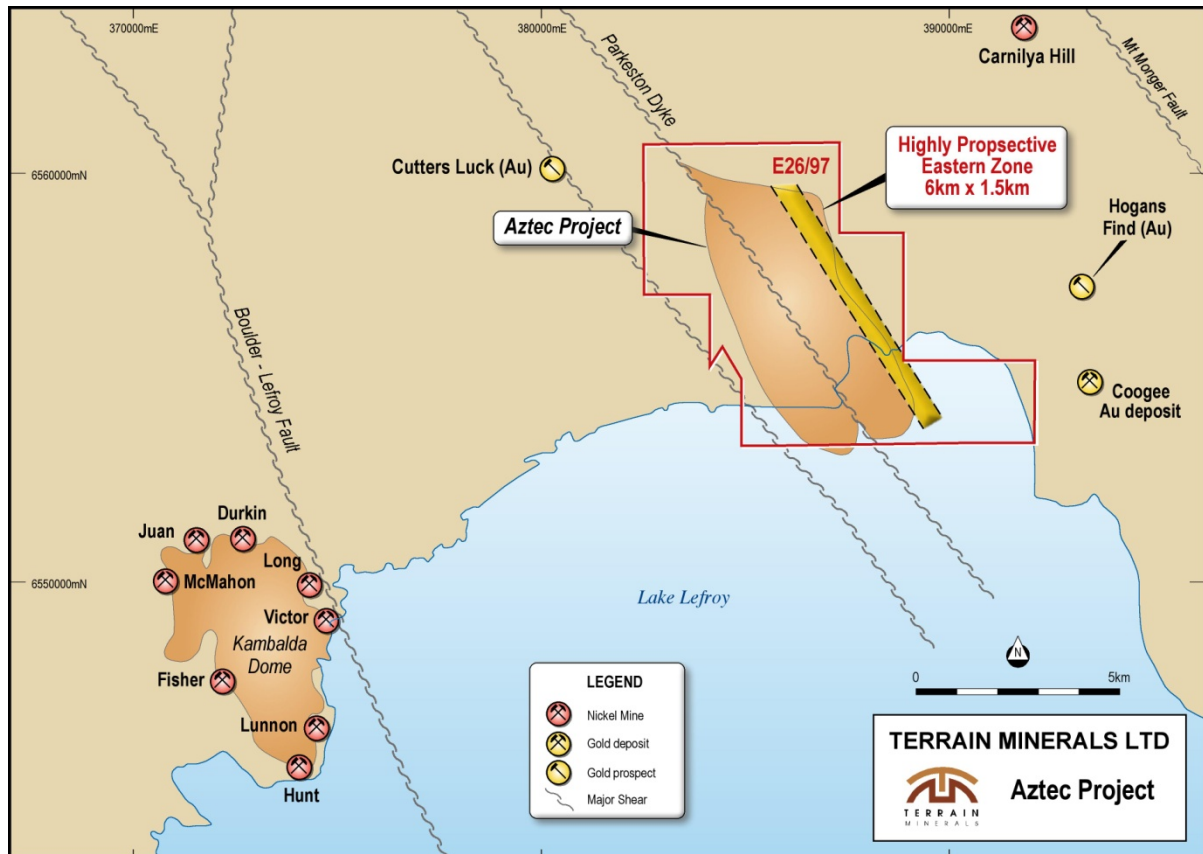 370000mE
380000mE
390000mE
Carnilya Hill
Mt Monger Fault
Parkeston Dyke
6560000mN
Cutters Luck (Au)
E26/97
Highly Propsective
Eastern Zone
6km x 1.5km
Aztec Project
Hogans
Find (Au)
Boulder - Lefroy Fault
Coogee
Au deposit
Durkin
Juan
Long
6550000mN
McMahon
Victor
Lake Lefroy
Kambalda
Dome
Fisher
Lunnon
Hunt
N
0
5km
LEGEND
Nickel Mine
Gold deposit
Gold prospect
Major Shear
TERRAIN MINERALS LTD
TERRAIN
MINERALS
Aztec Project